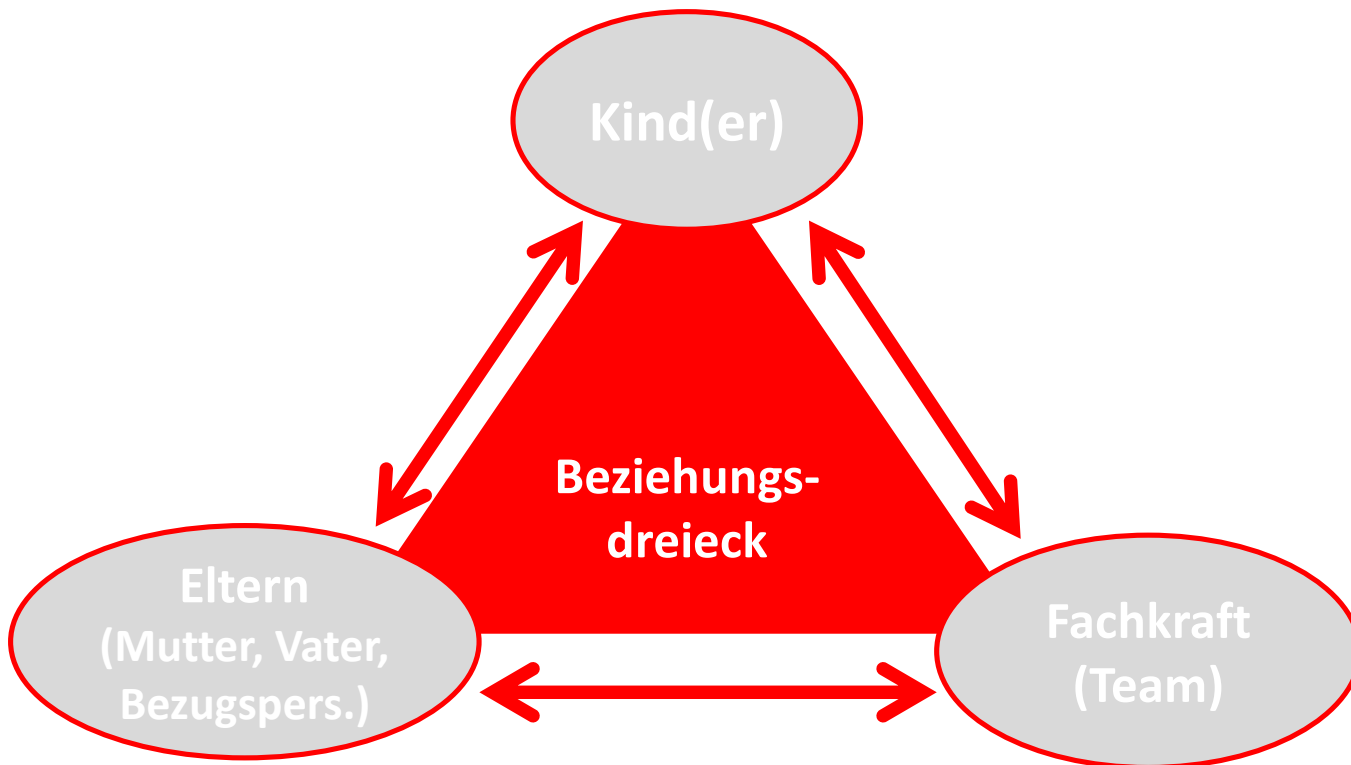 Kind(er)
Beziehungs-
dreieck
Eltern
(Mutter, Vater,
Bezugspers.)
Fachkraft
(Team)